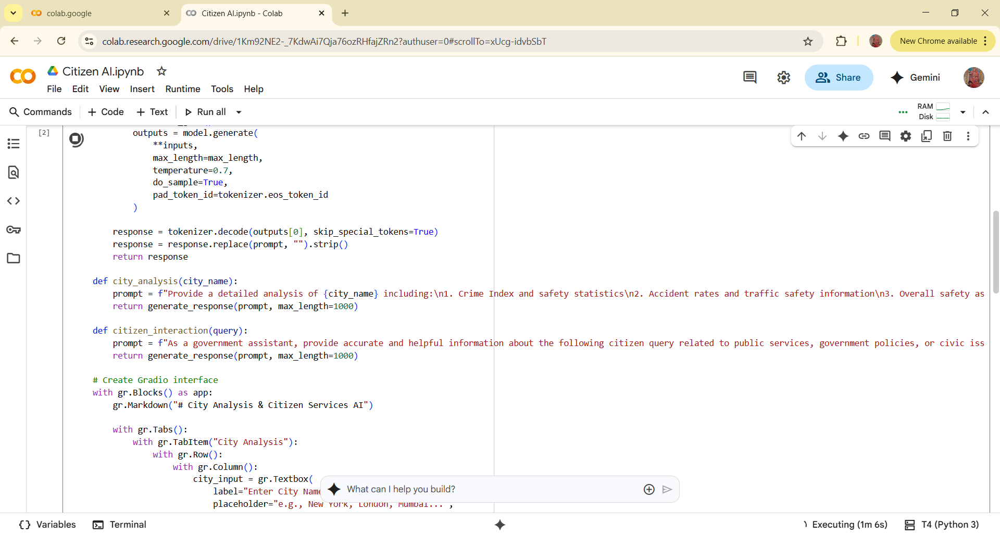 colab.google
Citizen AI.ipynb - Colab
colab.research.google.com/drive/1Km92NE2-_7KdwAi7Qja76ozRHfajZRn2?authuser=0#scrollTo=xUcg-idvbSbT
New Chrome available
CO
Citizen AI.ipynb
File Edit View Insert Runtime Tools Help
Share
Gemini
Commands + Code + Text Run all
RAM
Disk
[2]
outputs = model.generate(
**inputs,
max_length=max_length,
temperature=0.7,
do_sample=True,
pad_token_id=tokenizer.eos_token_id
)
response = tokenizer.decode(outputs[0], skip_special_tokens=True)
response = response.replace(prompt, "").strip()
return response
def city_analysis(city_name):
prompt = f"Provide a detailed analysis of {city_name} including:\n1. Crime Index and safety statistics\n2. Accident rates and traffic safety information\n3. Overall safety as
return generate_response(prompt, max_length=1000)
def citizen_interaction(query):
prompt = f"As a government assistant, provide accurate and helpful information about the following citizen query related to public services, government policies, or civic iss
return generate_response(prompt, max_length=1000)
# Create Gradio interface
with gr.Blocks() as app:
gr.Markdown("# City Analysis & Citizen Services AI")
with gr.Tabs():
with gr.TabItem("City Analysis"):
with gr.Row():
with gr.Column():
city_input = gr.Textbox(
label="Enter City Name
placeholder="e.g., New York, London, Mumbai...",
What can I help you build?
Variables
Terminal
Executing (1m 6s)
T4 (Python 3)